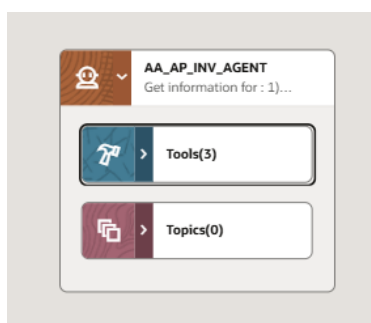 AA_AP_INV_AGENT
Get information for : 1)...
Tools(3)
Topics(0)